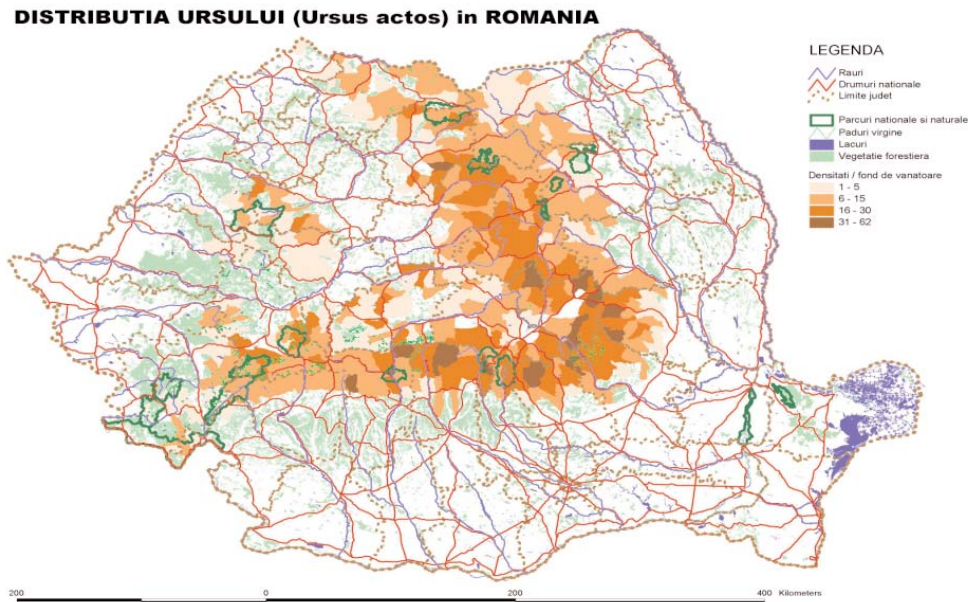 DISTRIBUTIA URSULUI (Ursus actos) in ROMANIA
LEGENDA
Rauri
Drumuri nationale
Limite judet
Parcuri nationale si naturale
Paduri virgine
Lacuri
Vegetatie forestiera
Densitati / fond de vanatoare
1 - 5
6 - 15
16 - 30
31 - 62
200 0 200 400 Kilometers